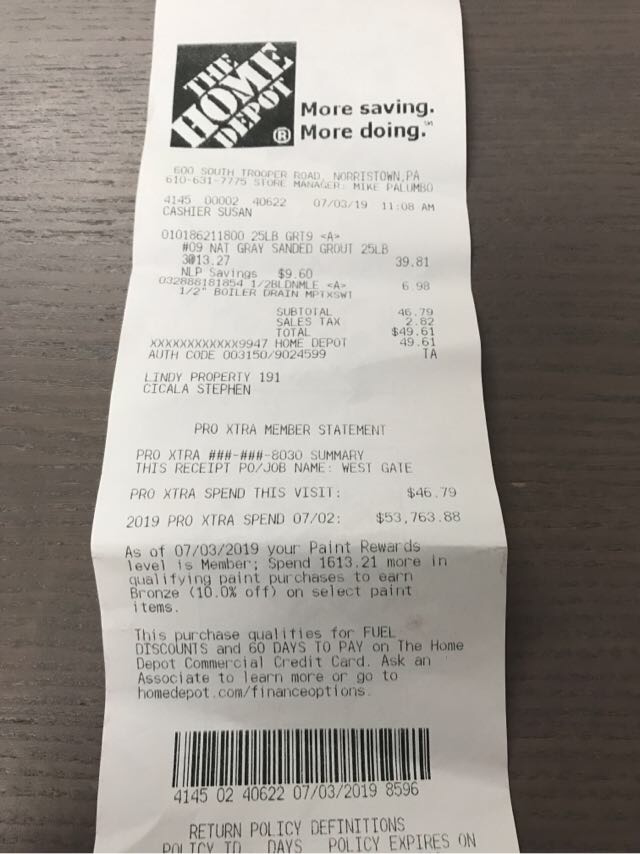 THE
HOME
DEPOT
®
More saving.
More doing.℠
600 SOUTH TROOPER ROAD, NORRISTOWN,PA
610-631-7775 STORE MANAGER: MIKE PALUMBO
4145 00002 40622 07/03/19 11:08 AM
CASHIER SUSAN
010186211800 25LB GRT9 <A>
#09 NAT GRAY SANDED GROUT 25LB
3@13.27 39.81
NLP Savings $9.60
032888181854 1/2BLDNMLE <A> 6.98
1/2" BOILER DRAIN MPTXSWT
SUBTOTAL 46.79
SALES TAX 2.82
TOTAL $49.61
XXXXXXXXXXXX9947 HOME DEPOT 49.61
AUTH CODE 003150/9024599 TA
LINDY PROPERTY 191
CICALA STEPHEN
PRO XTRA MEMBER STATEMENT
PRO XTRA ###-###-8030 SUMMARY
THIS RECEIPT PO/JOB NAME: WEST GATE
PRO XTRA SPEND THIS VISIT: $46.79
2019 PRO XTRA SPEND 07/02: $53,763.88
As of 07/03/2019 your Paint Rewards
level is Member; Spend 1613.21 more in
qualifying paint purchases to earn
Bronze (10.0% off) on select paint
items.
This purchase qualifies for FUEL
DISCOUNTS and 60 DAYS TO PAY on The Home
Depot Commercial Credit Card. Ask an
Associate to learn more or go to
homedepot.com/financeoptions.
4145 02 40622 07/03/2019 8596
RETURN POLICY DEFINITIONS
POLICY ID DAYS POLICY EXPIRES ON